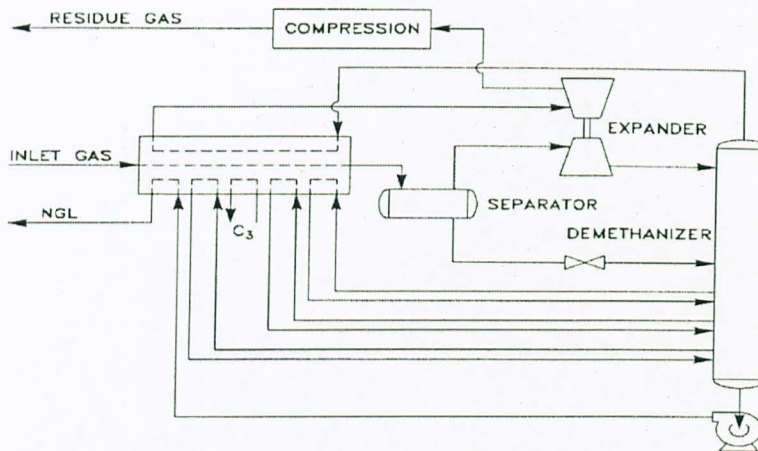 RESIDUE GAS
COMPRESSION
EXPANDER
INLET GAS
SEPARATOR
NGL
C₃
DEMETHANIZER